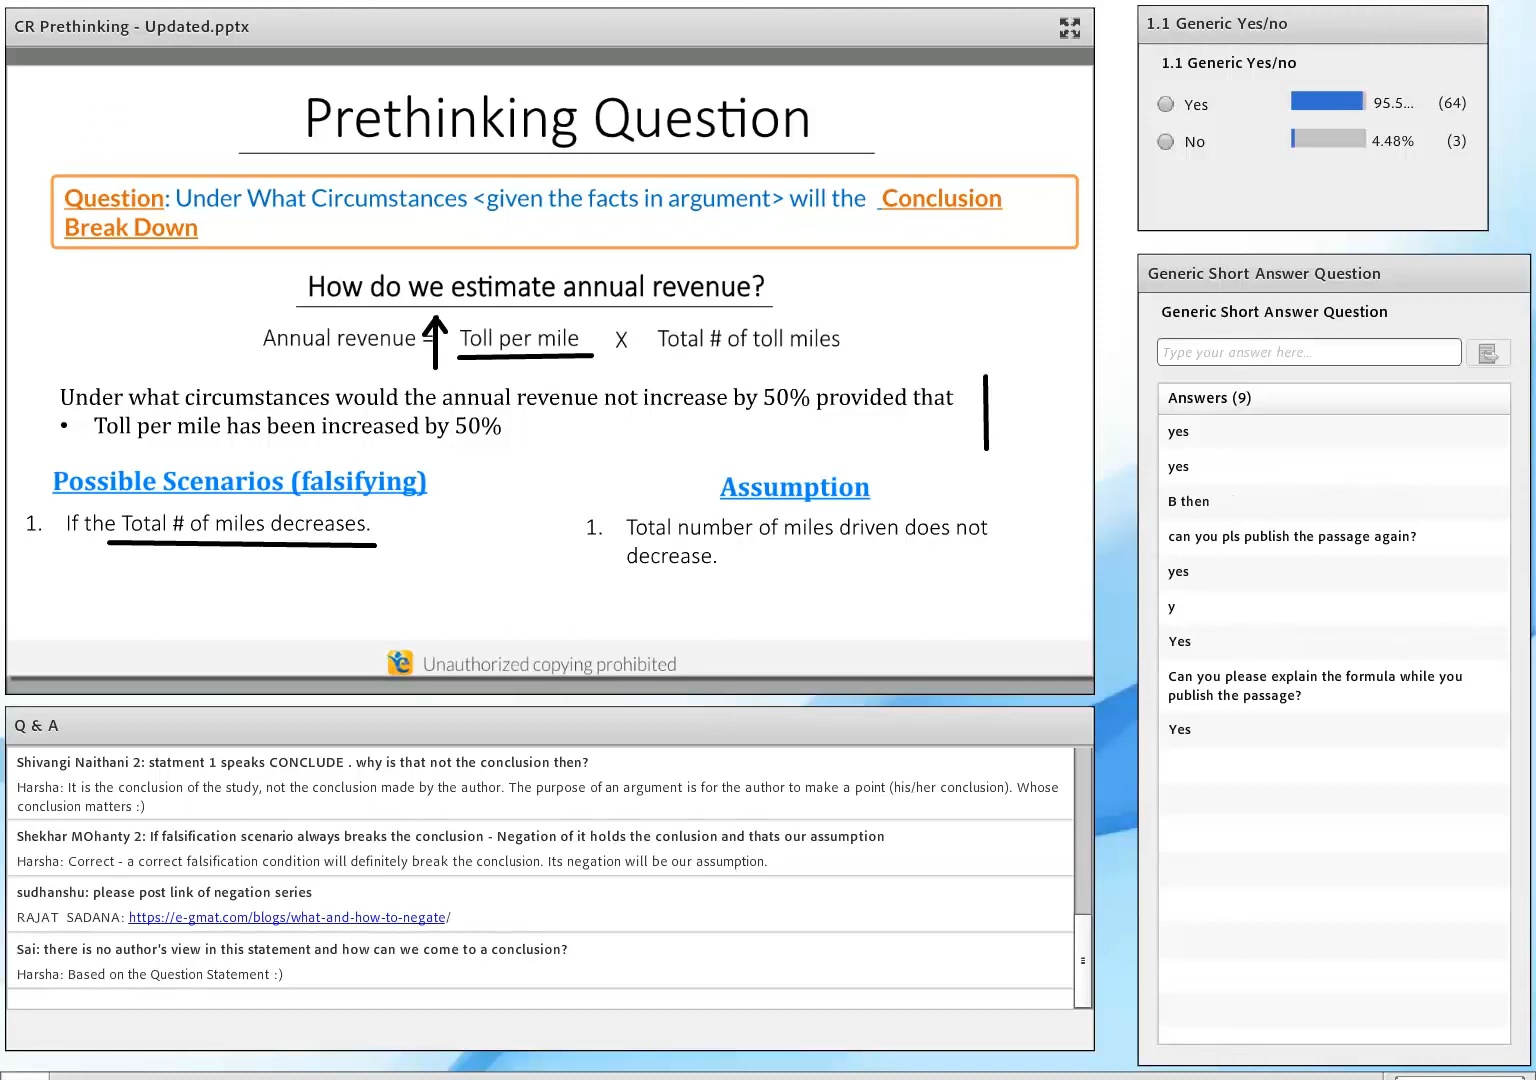 CR Prethinking - Updated.pptx
Prethinking Question
Question: Under What Circumstances <given the facts in argument> will the Conclusion
Break Down
How do we estimate annual revenue?
Annual revenue = Toll per mile X Total # of toll miles
Under what circumstances would the annual revenue not increase by 50% provided that
• Toll per mile has been increased by 50%
Possible Scenarios (falsifying)
1. If the Total # of miles decreases.
Assumption
1. Total number of miles driven does not
decrease.
Unauthorized copying prohibited
Q & A
Shivangi Naithani 2: statment 1 speaks CONCLUDE . why is that not the conclusion then?
Harsha: It is the conclusion of the study, not the conclusion made by the author. The purpose of an argument is for the author to make a point (his/her conclusion). Whose
conclusion matters :)
Shekhar MOhanty 2: If falsification scenario always breaks the conclusion - Negation of it holds the conlusion and thats our assumption
Harsha: Correct - a correct falsification condition will definitely break the conclusion. Its negation will be our assumption.
sudhanshu: please post link of negation series
RAJAT SADANA: https://e-gmat.com/blogs/what-and-how-to-negate/
Sai: there is no author's view in this statement and how can we come to a conclusion?
Harsha: Based on the Question Statement :)
1.1 Generic Yes/no
1.1 Generic Yes/no
Yes 95.5... (64)
No 4.48% (3)
Generic Short Answer Question
Generic Short Answer Question
Type your answer here...
Answers (9)
yes
yes
B then
can you pls publish the passage again?
yes
y
Yes
Can you please explain the formula while you
publish the passage?
Yes